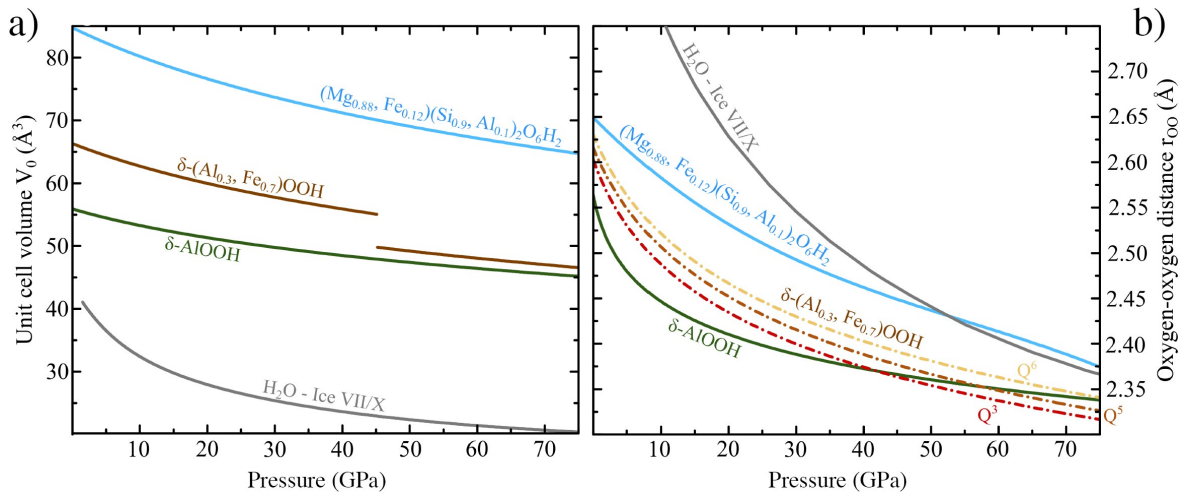 a)
80
70
60
50
40
30
Unit cell volume V₀ (Å³)
(Mg₀.₈₈, Fe₀.₁₂)(Si₀.₉, Al₀.₁)₂O₆H₂
δ-(Al₀.₃, Fe₀.₇)OOH
δ-AlOOH
H₂O - Ice VII/X
10 20 30 40 50 60 70
Pressure (GPa)
b)
H₂O - Ice VII/X
(Mg₀.₈₈, Fe₀.₁₂)(Si₀.₉, Al₀.₁)₂O₆H₂
δ-(Al₀.₃, Fe₀.₇)OOH
δ-AlOOH
Q⁶
Q³
Q⁵
2.70
2.65
2.60
2.55
2.50
2.45
2.40
2.35
Oxygen-oxygen distance r_OO (Å)
10 20 30 40 50 60 70
Pressure (GPa)